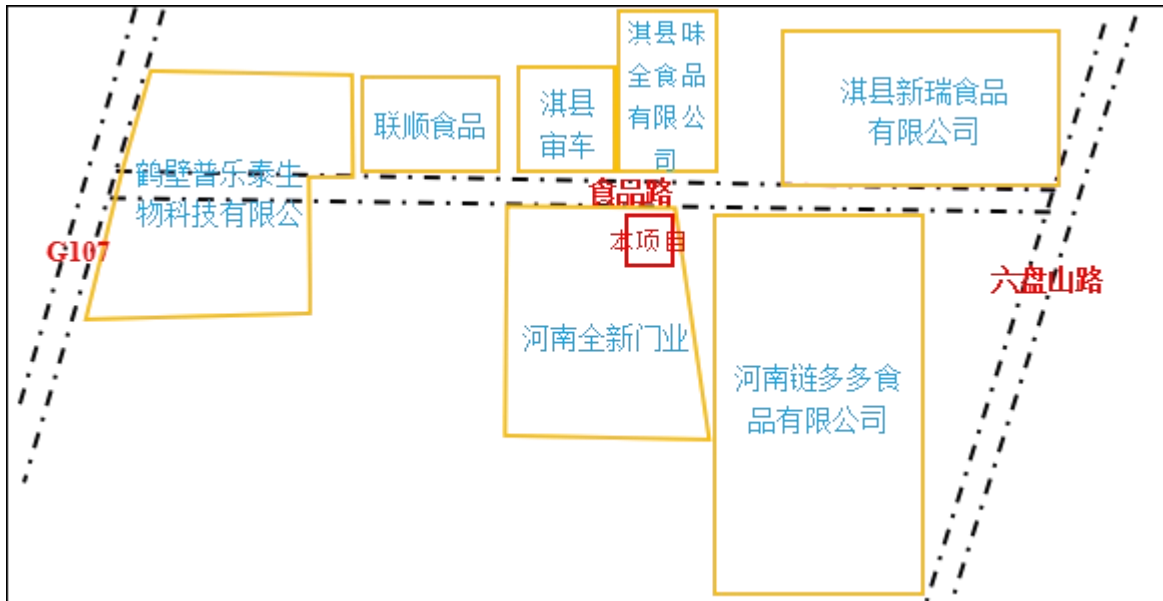 淇县味
全食品
有限公
司
淇县新瑞食品
有限公司
淇县
审车
联顺食品
鹤壁普乐泰生
物科技有限公
食品路
本项目
G107
六盘山路
河南全新门业
河南链多多食
品有限公司